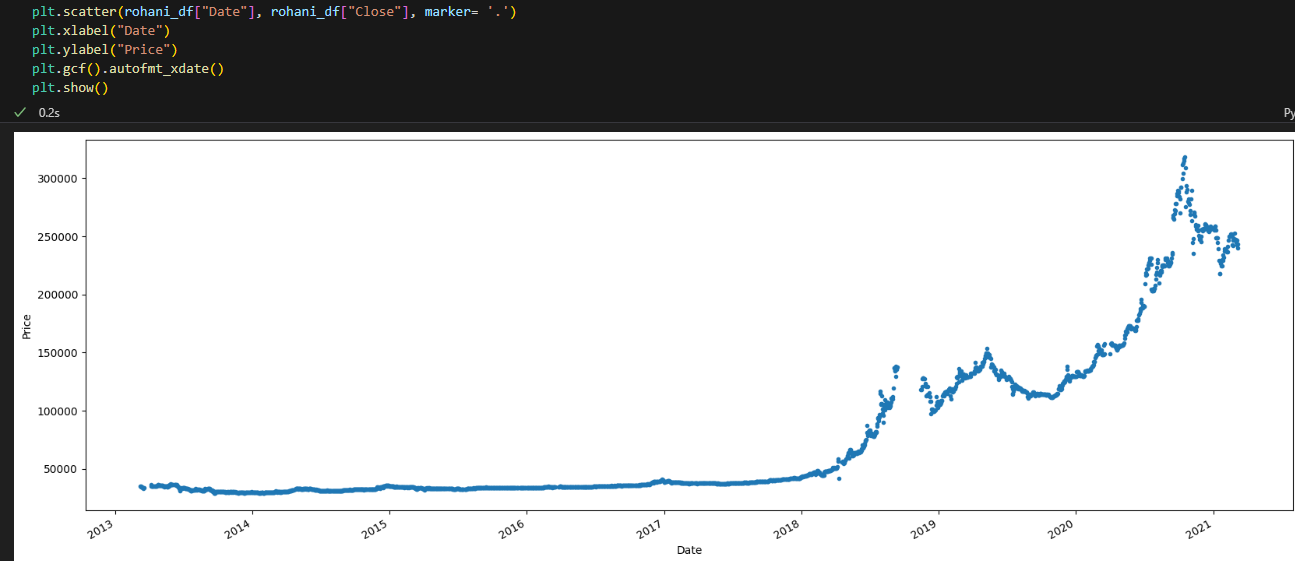 plt.scatter(rohani_df["Date"], rohani_df["Close"], marker= '.')
plt.xlabel("Date")
plt.ylabel("Price")
plt.gcf().autofmt_xdate()
plt.show()
0.2s
Py
300000
250000
200000
150000
100000
50000
Price
2013
2014
2015
2016
2017
2018
2019
2020
2021
Date